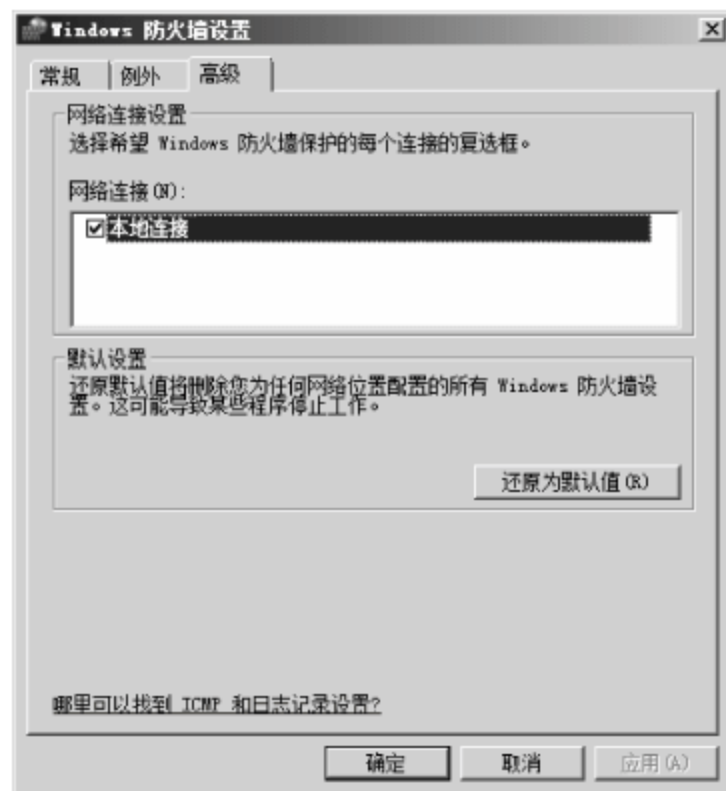 Windows 防火墙设置
常规
例外
高级
网络连接设置
选择希望 Windows 防火墙保护的每个连接的复选框。
网络连接(N):
本地连接
默认设置
还原默认值将删除您为任何网络位置配置的所有 Windows 防火墙设
置。这可能导致某些程序停止工作。
还原为默认值(R)
哪里可以找到 ICMP 和日志记录设置?
确定
取消
应用(A)